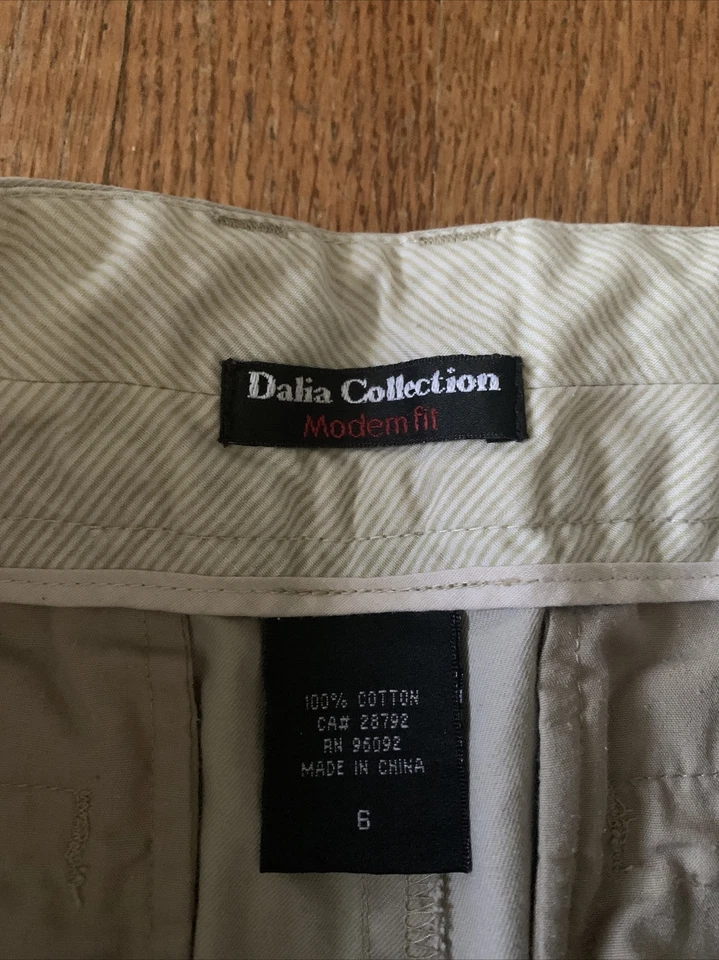 Dalia Collection
Modern fit
100% COTTON
CA# 28792
RN 96092
MADE IN CHINA
6